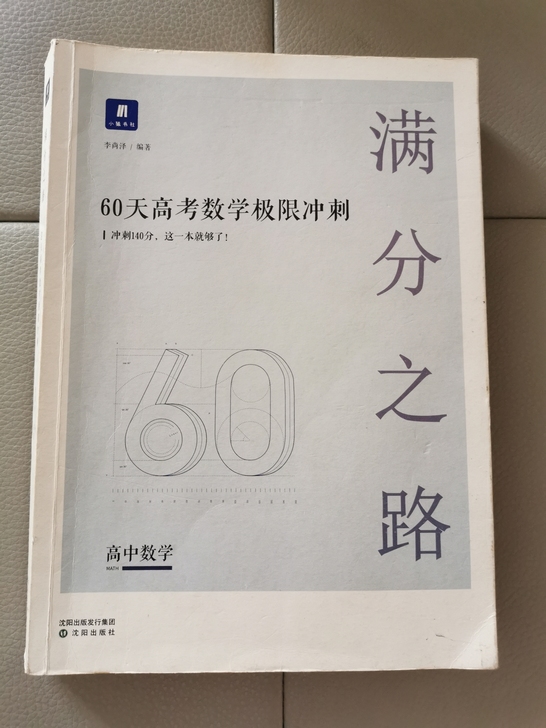 小猿书社
李尚泽 / 编著
60天高考数学极限冲刺
冲刺140分，这一本就够了！
满分之路
60
高中数学
MATH
沈阳出版发行集团
沈阳出版社